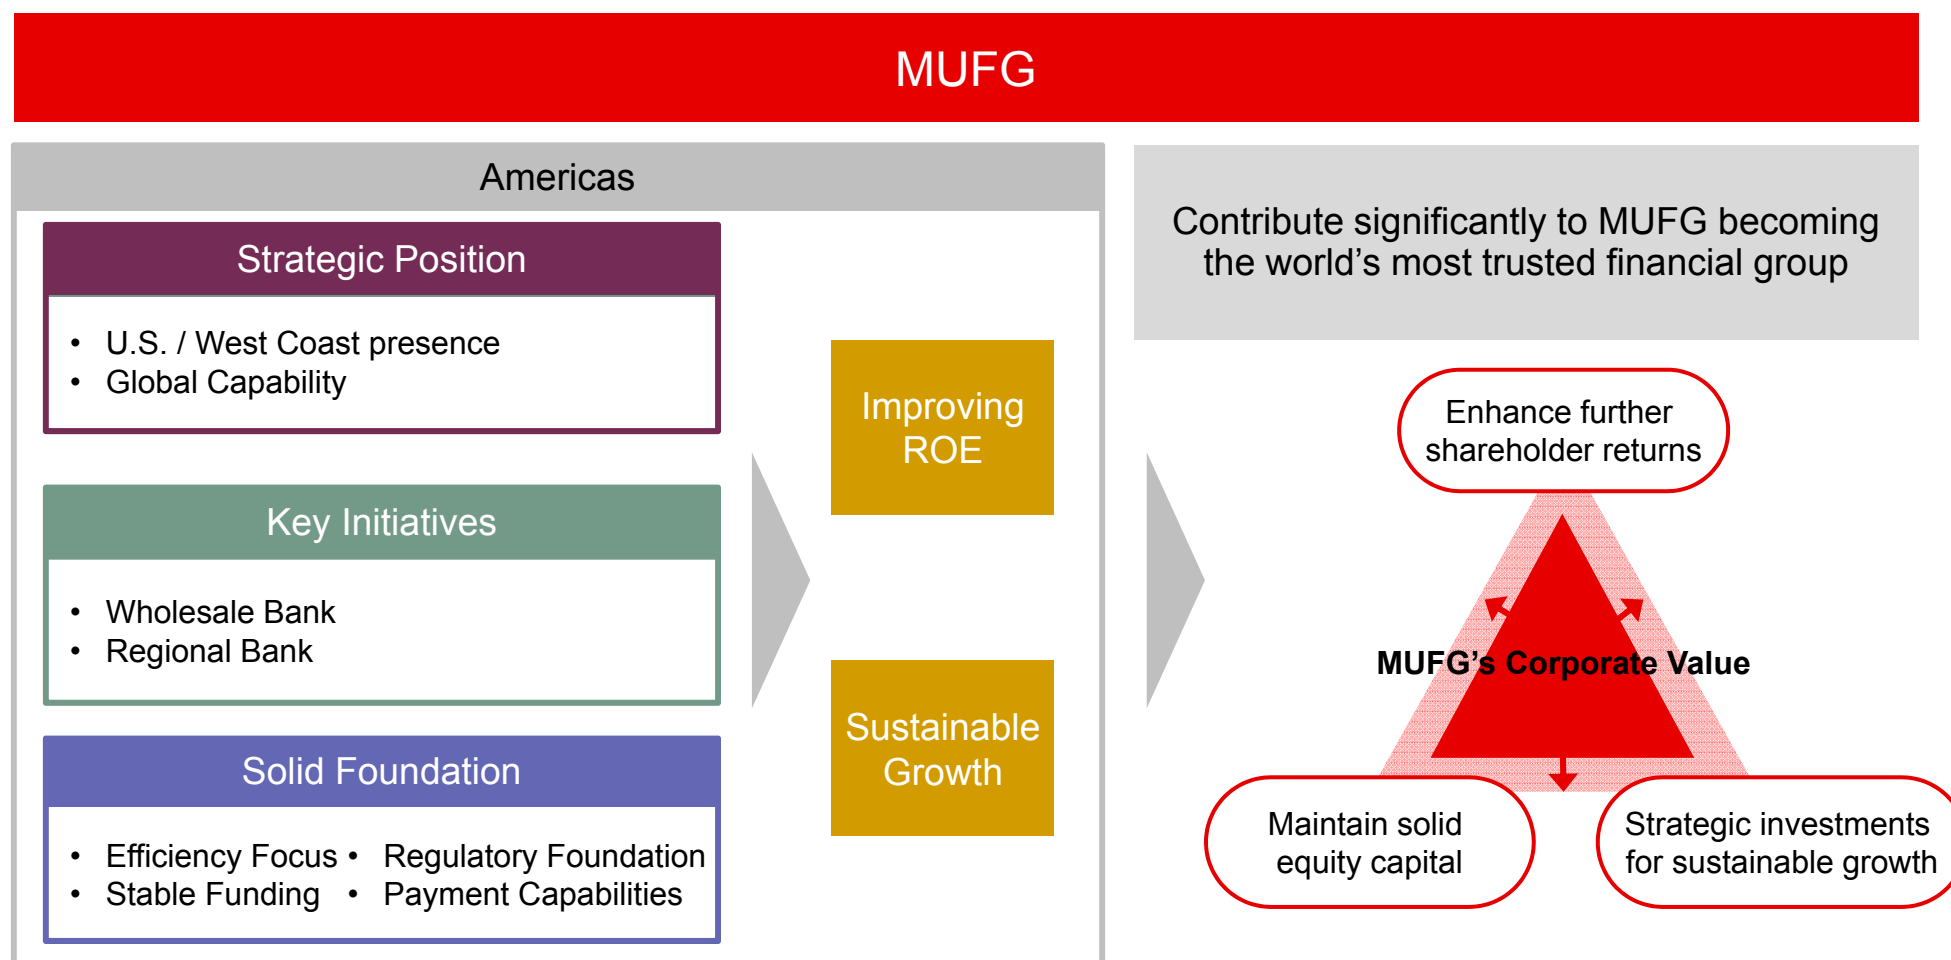 MUFG
Americas
Strategic Position
• U.S. / West Coast presence
• Global Capability
Key Initiatives
• Wholesale Bank
• Regional Bank
Solid Foundation
• Efficiency Focus • Regulatory Foundation
• Stable Funding • Payment Capabilities
Improving
ROE
Sustainable
Growth
Contribute significantly to MUFG becoming
the world’s most trusted financial group
Enhance further
shareholder returns
MUFG’s Corporate Value
Maintain solid
equity capital
Strategic investments
for sustainable growth